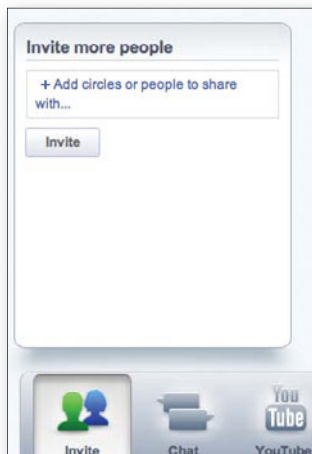 Invite more people
+ Add circles or people to share
with...
Invite
You
Tube
Invite
Chat
YouTube